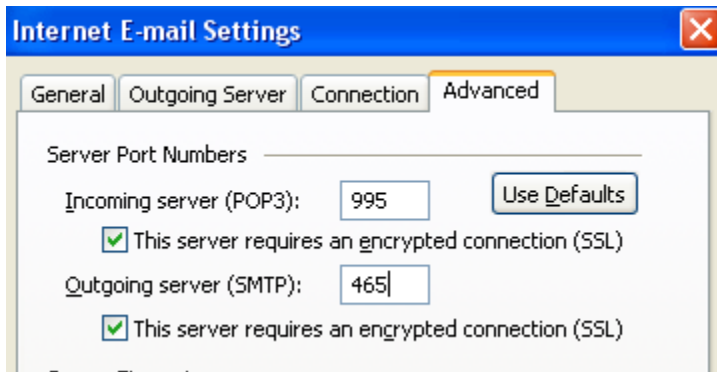 Internet E-mail Settings
General Outgoing Server Connection Advanced
Server Port Numbers
Incoming server (POP3): 995 Use Defaults
This server requires an encrypted connection (SSL)
Outgoing server (SMTP): 465
This server requires an encrypted connection (SSL)